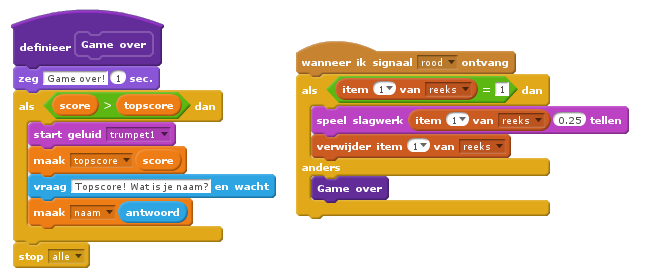 definieer Game over
zeg Game over! 1 sec.
als score > topscore dan
start geluid trumpet1
maak topscore score
vraag Topscore! Wat is je naam? en wacht
maak naam antwoord
stop alle
wanneer ik signaal rood ontvang
als item 1 van reeks = 1 dan
speel slagwerk item 1 van reeks 0.25 tellen
verwijder item 1 van reeks
anders
Game over